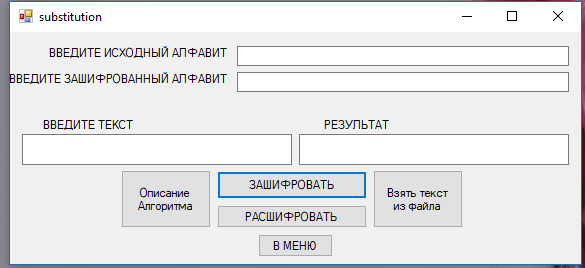 substitution
ВВЕДИТЕ ИСХОДНЫЙ АЛФАВИТ
ВВЕДИТЕ ЗАШИФРОВАННЫЙ АЛФАВИТ
ВВЕДИТЕ ТЕКСТ
РЕЗУЛЬТАТ
Описание
Алгоритма
ЗАШИФРОВАТЬ
РАСШИФРОВАТЬ
Взять текст
из файла
В МЕНЮ